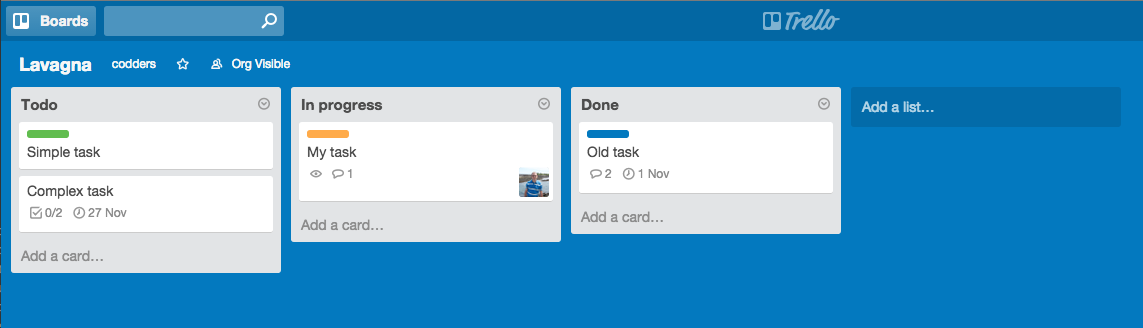 Boards
Trello
Lavagna codders Org Visible
Todo
Simple task
Complex task
0/2 27 Nov
Add a card…
In progress
My task
1
Add a card…
Done
Old task
2 1 Nov
Add a card…
Add a list…